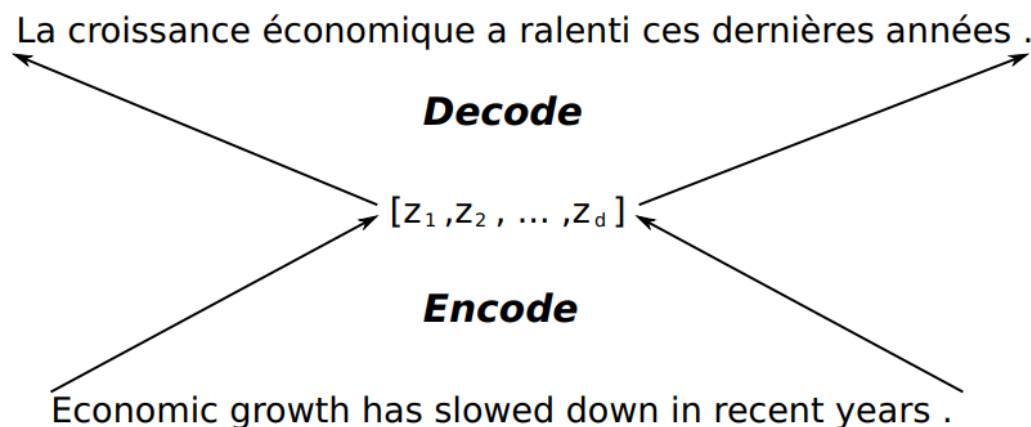 La croissance économique a ralenti ces dernières années .
Decode
[z₁ ,z₂ , ... ,z_d ]
Encode
Economic growth has slowed down in recent years .